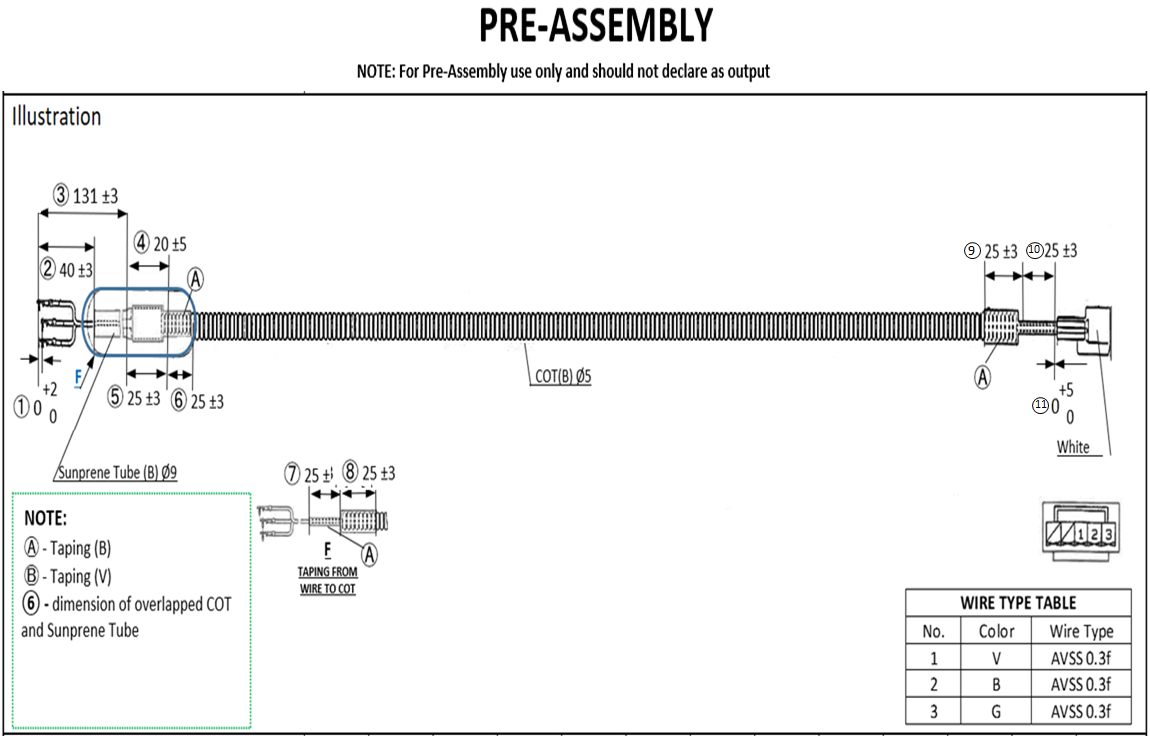 PRE-ASSEMBLY
NOTE: For Pre-Assembly use only and should not declare as output
Illustration
③ 131 ±3
④ 20 ±5
② 40 ±3
Ⓐ
⑨ 25 ±3 ⑩ 25 ±3
F
⑤ 25 ±3 ⑥ 25 ±3
① 0 +2 0
COT(B) Ø5
Ⓐ
⑪ 0 +5 0
White
Sunprene Tube (B) Ø9
⑦ 25 ± ⑧ 25 ±3
F
Ⓐ
TAPING FROM
WIRE TO COT
NOTE:
Ⓐ - Taping (B)
Ⓑ - Taping (V)
⑥ - dimension of overlapped COT
and Sunprene Tube
1 2 3
WIRE TYPE TABLE
No. Color Wire Type
1 V AVSS 0.3f
2 B AVSS 0.3f
3 G AVSS 0.3f